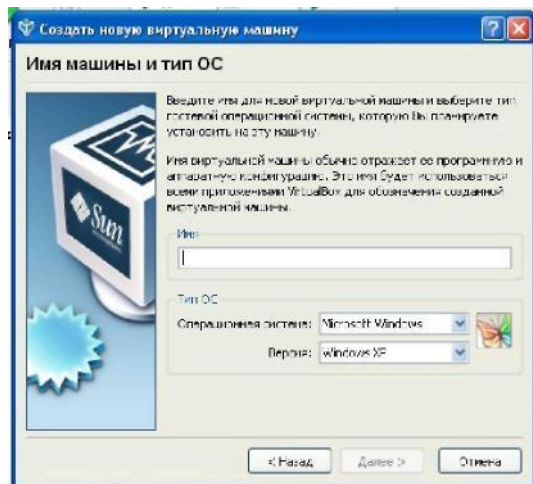 Создать новую виртуальную машину
Имя машины и тип ОС
Введите имя для новой виртуальной машины и выберите тип
гостевой операционной системы, которую Вы планируете
установить на эту машину.
Имя виртуальной машины обычно отражает ее программную и
аппаратную конфигурацию. Это имя будет использоваться
всеми приложениями VirtualBox для обозначения созданной
виртуальной машины.
Sun
Имя
Тип ОС
Операционная система: Microsoft Windows
Версия: Windows XP
< Назад
Далее >
Отмена